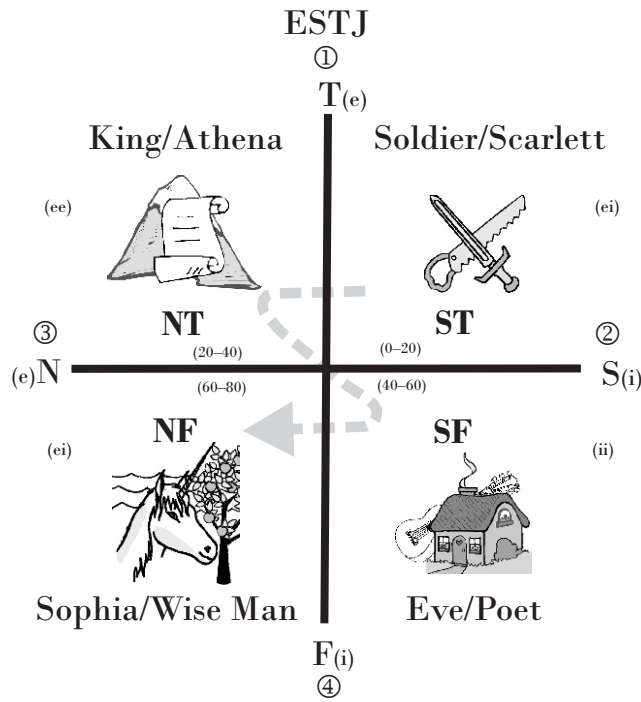 ESTJ
①
T(e)
King/Athena
Soldier/Scarlett
(ee)
(ei)
NT
ST
③
②
(20–40)
(0–20)
(e)N
S(i)
(60–80)
(40–60)
NF
SF
(ei)
(ii)
Sophia/Wise Man
Eve/Poet
F(i)
④